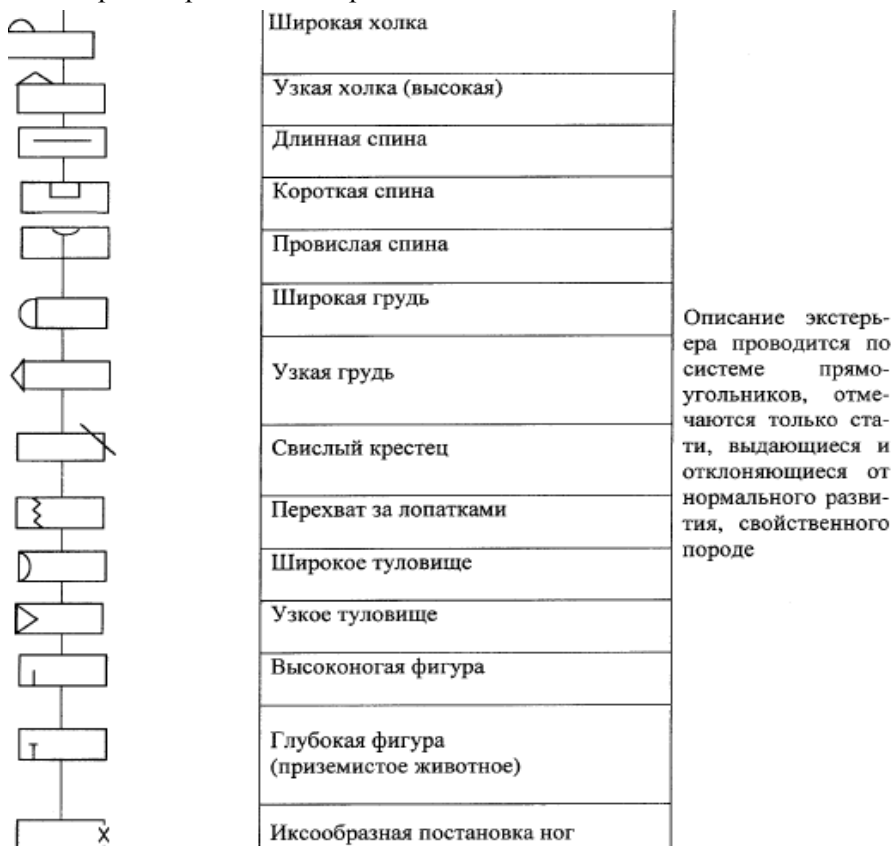 Широкая холка
Узкая холка (высокая)
Длинная спина
Короткая спина
Провислая спина
Широкая грудь
Узкая грудь
Свислый крестец
Перехват за лопатками
Широкое туловище
Узкое туловище
Высоконогая фигура
Глубокая фигура
(приземистое животное)
Иксообразная постановка ног
Описание экстерь-
ера проводится по
системе прямо-
угольников, отме-
чаются только ста-
ти, выдающиеся и
отклоняющиеся от
нормального разви-
тия, свойственного
породе